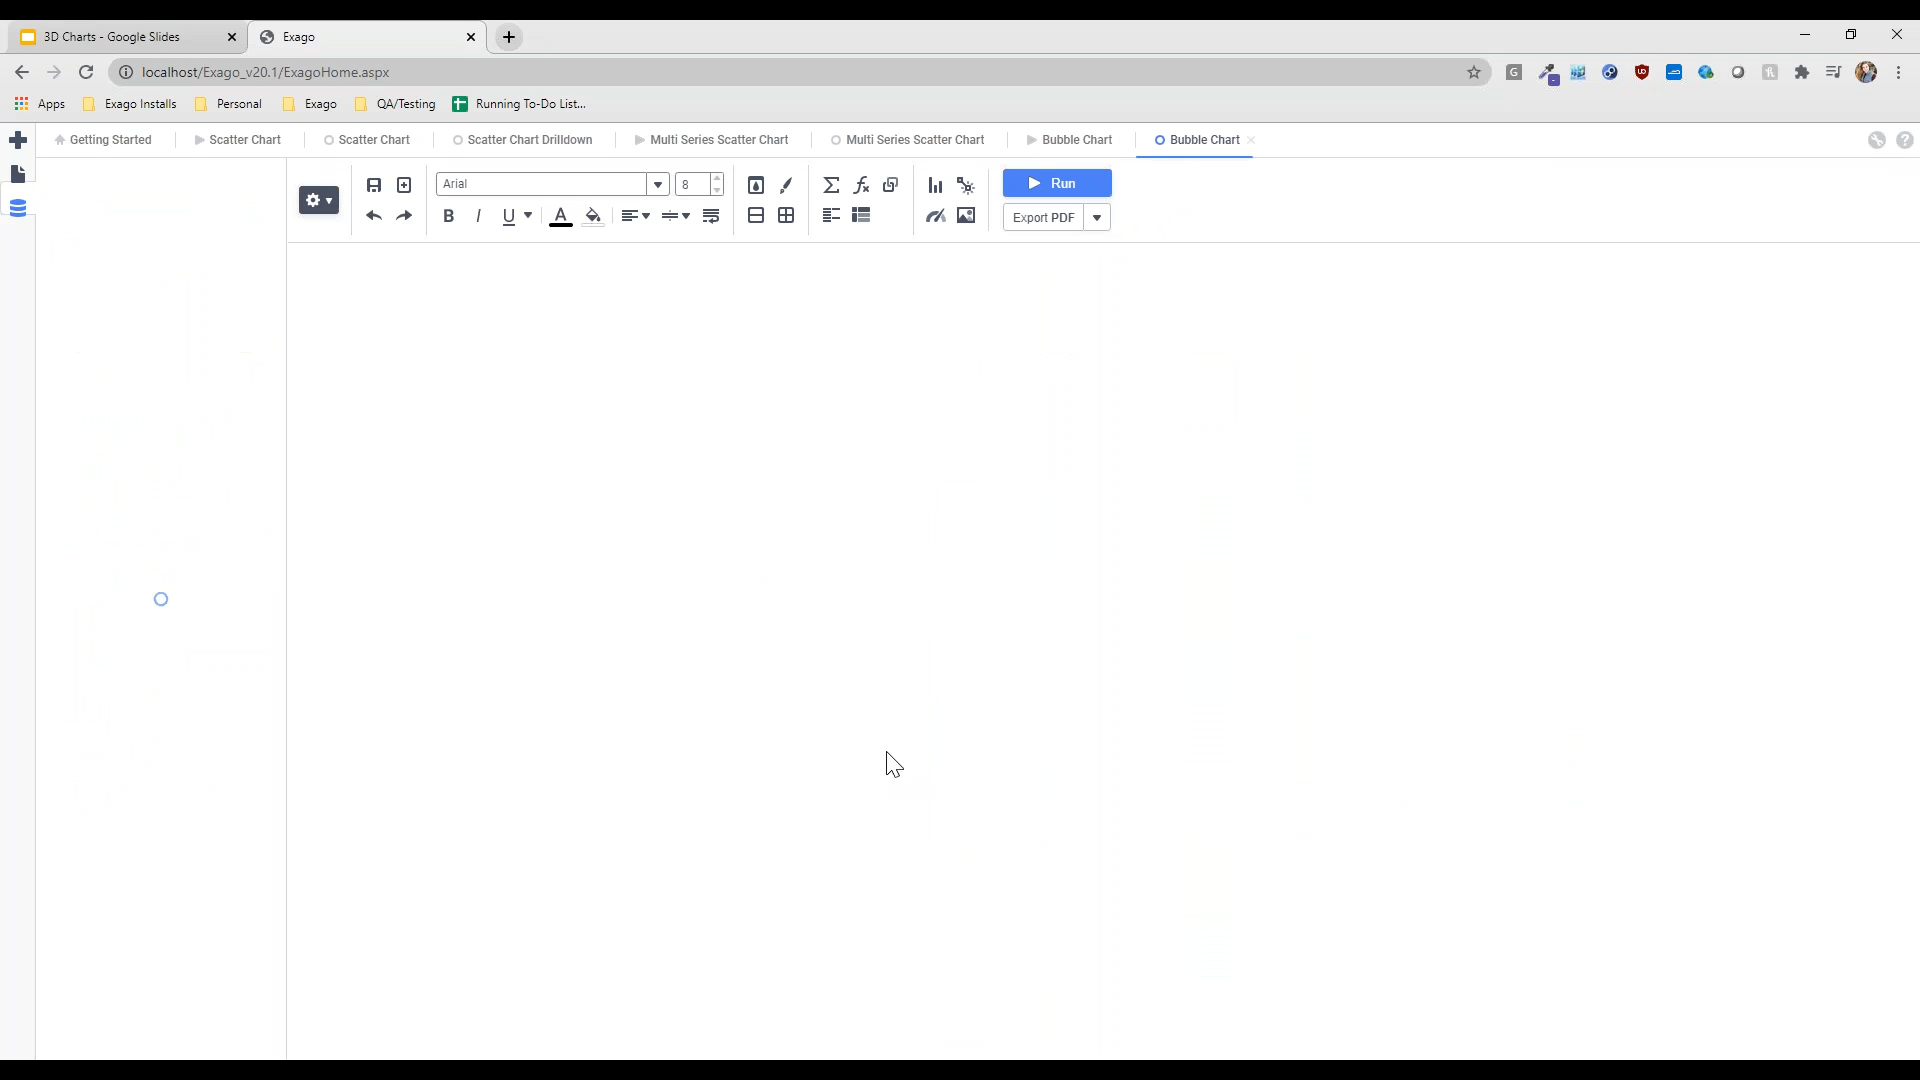 3D Charts - Google Slides
Exago
localhost/Exago_v20.1/ExagoHome.aspx
Apps
Exago Installs
Personal
Exago
QA/Testing
Running To-Do List...
Getting Started
Scatter Chart
Scatter Chart
Scatter Chart Drilldown
Multi Series Scatter Chart
Multi Series Scatter Chart
Bubble Chart
Bubble Chart
Arial
8
Run
B
I
U
A
Export PDF